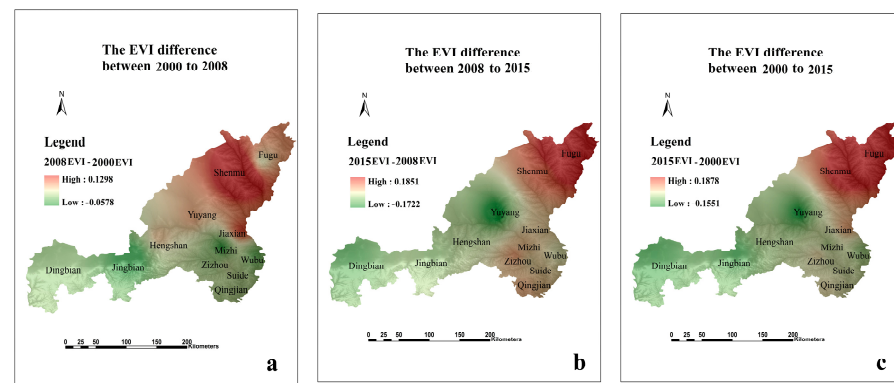 The EVI difference
between 2000 to 2008
N
Legend
2008EVI-2000EVI
High : 0.1298
Low : -0.0578
Fugu
Shenmu
Yuyang
Jiaxian
Hengshan
Mizhi
Wubu
Dingbian
Jingbian
Zizhou
Suide
Qingjian
0 25 50 100 150 200
Kilometers
a
The EVI difference
between 2008 to 2015
N
Legend
2015EVI-2008EVI
High : 0.1851
Low : -0.1722
Fugu
Shenmu
Yuyang
Jiaxian
Hengshan
Mizhi
Wubu
Dingbian
Jingbian
Zizhou
Suide
Qingjian
0 25 50 100 150 200
Kilometera
b
The EVI difference
between 2000 to 2015
N
Legend
2015EVI-2000EVI
High : 0.1878
Low : 0.1551
Fugu
Shenmu
Yuyang
Jiaxian
Hengshan
Mizhi
Wubu
Dingbian
Jingbian
Zizhou
Suide
Qingjian
0 25 50 100 150 200
Kilometera
c